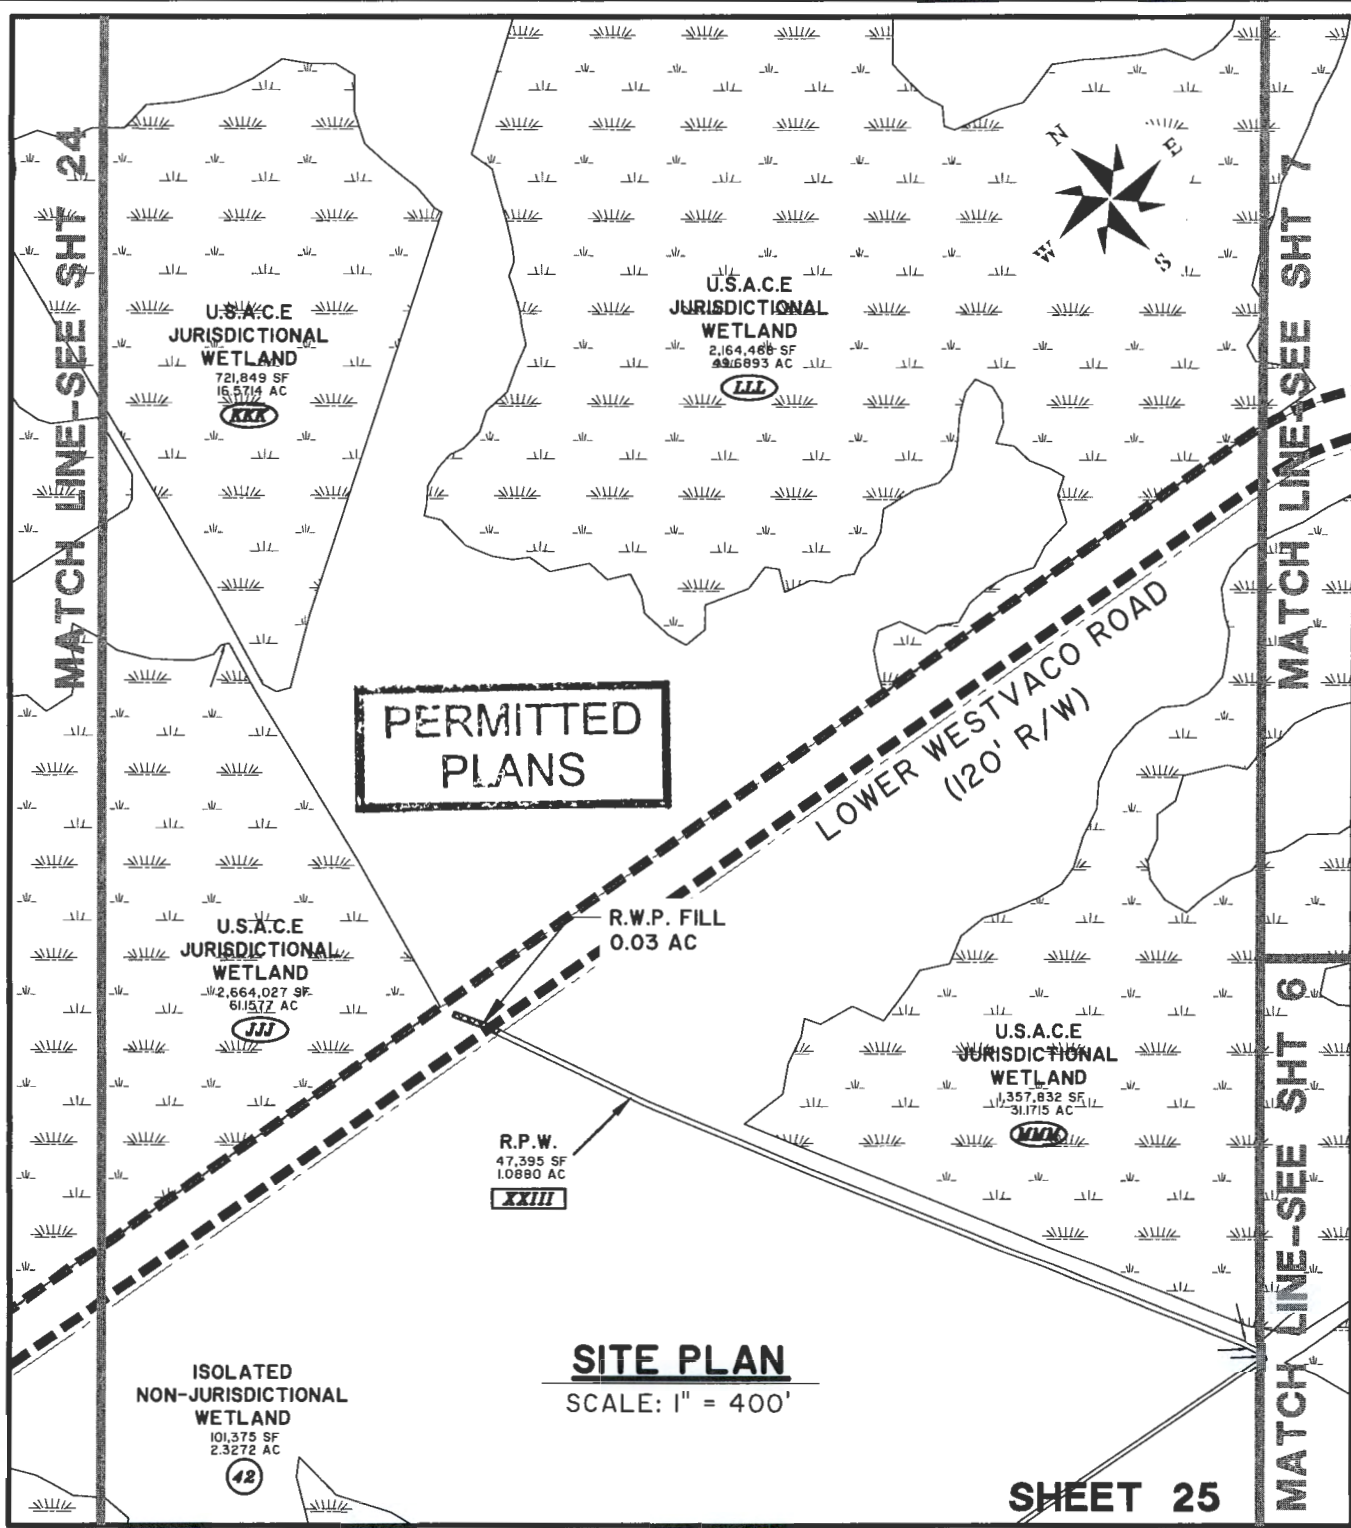 MATCH LINE-SEE SHT 24
N
E
W
S
MATCH LINE-SEE SHT 7
U.S.A.C.E
JURISDICTIONAL
WETLAND
721,849 SF
16.5714 AC
KKK
U.S.A.C.E
JURISDICTIONAL
WETLAND
2,164,468 SF
49.6893 AC
LLL
PERMITTED
PLANS
LOWER WESTVACO ROAD
(120' R/W)
R.W.P. FILL
0.03 AC
U.S.A.C.E
JURISDICTIONAL
WETLAND
2,664,027 SF
61.1577 AC
JJJ
U.S.A.C.E
JURISDICTIONAL
WETLAND
1,357,832 SF
31.1715 AC
MMM
R.P.W.
47,395 SF
1.0880 AC
XXIII
MATCH LINE-SEE SHT 6
SITE PLAN
SCALE: 1" = 400'
ISOLATED
NON-JURISDICTIONAL
WETLAND
101,375 SF
2.3272 AC
42
SHEET 25